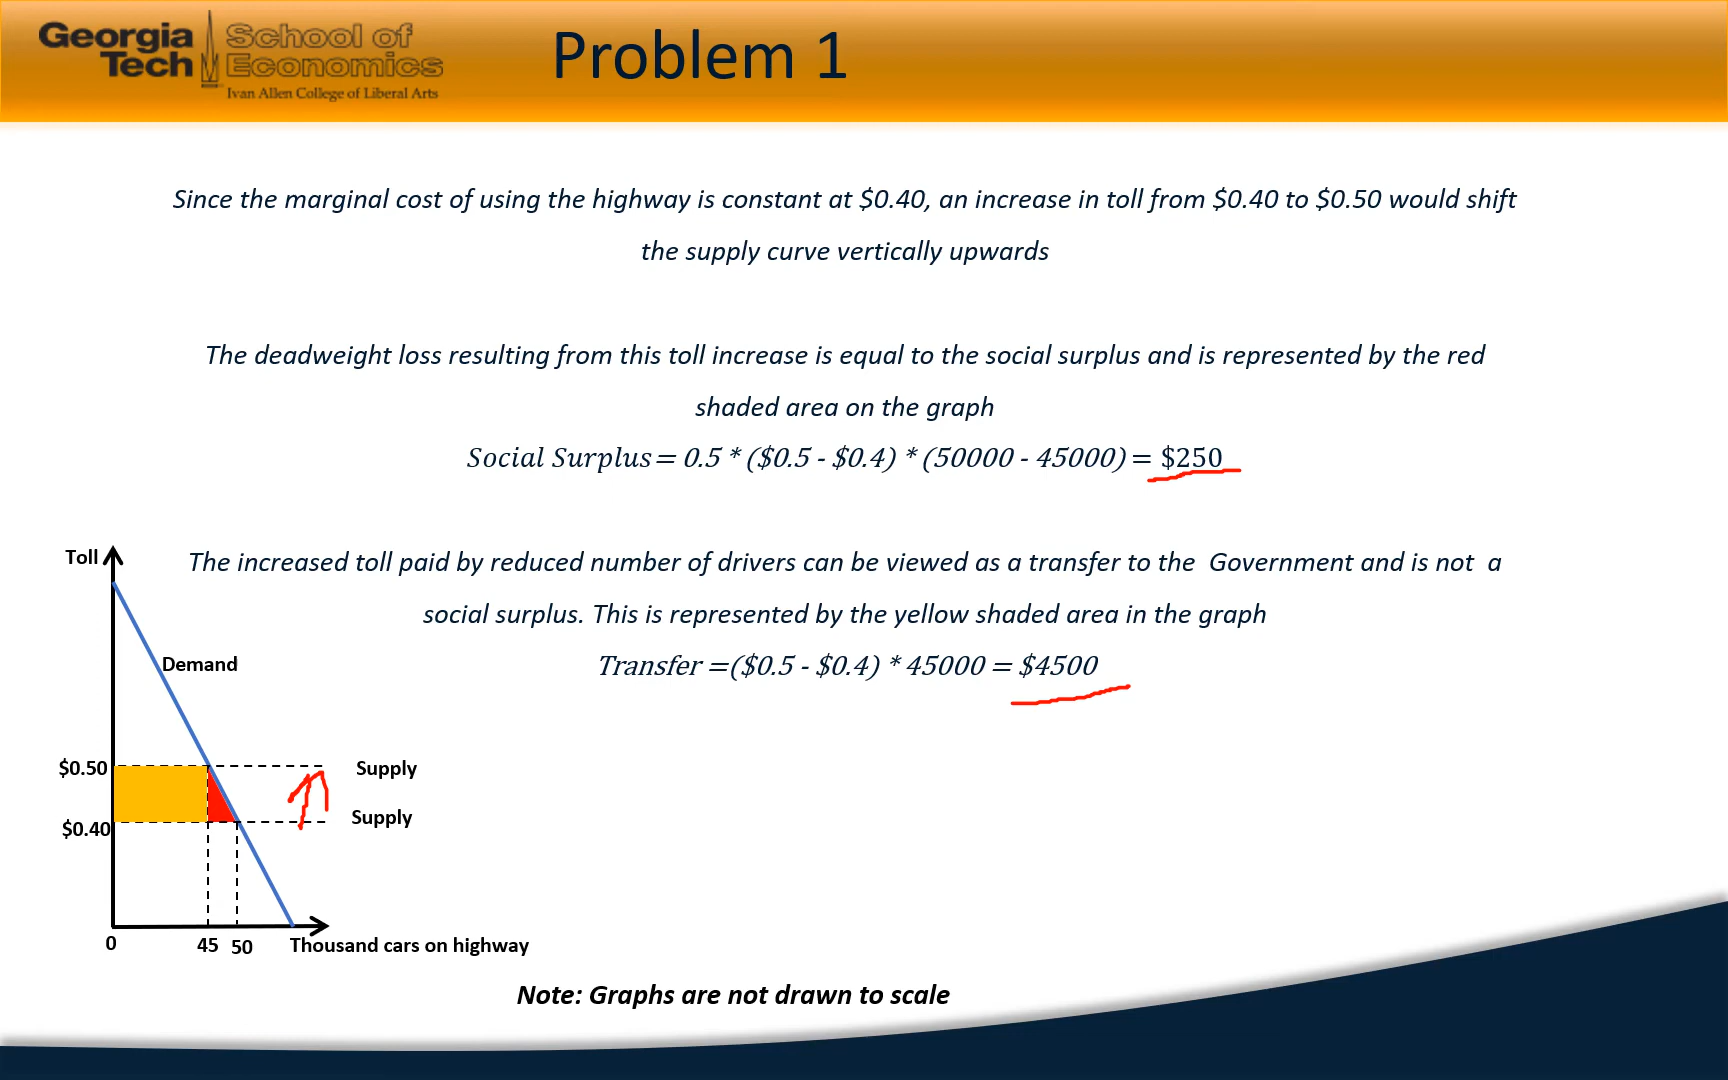 Georgia Tech
School of Economics
Ivan Allen College of Liberal Arts
Problem 1
Since the marginal cost of using the highway is constant at $0.40, an increase in toll from $0.40 to $0.50 would shift
the supply curve vertically upwards
The deadweight loss resulting from this toll increase is equal to the social surplus and is represented by the red
shaded area on the graph
Social Surplus = 0.5 * ($0.5 - $0.4) * (50000 - 45000) = $250
The increased toll paid by reduced number of drivers can be viewed as a transfer to the Government and is not a
social surplus. This is represented by the yellow shaded area in the graph
Transfer =($0.5 - $0.4) * 45000 = $4500
Toll
Demand
$0.50
Supply
$0.40
Supply
0
45
50
Thousand cars on highway
Note: Graphs are not drawn to scale